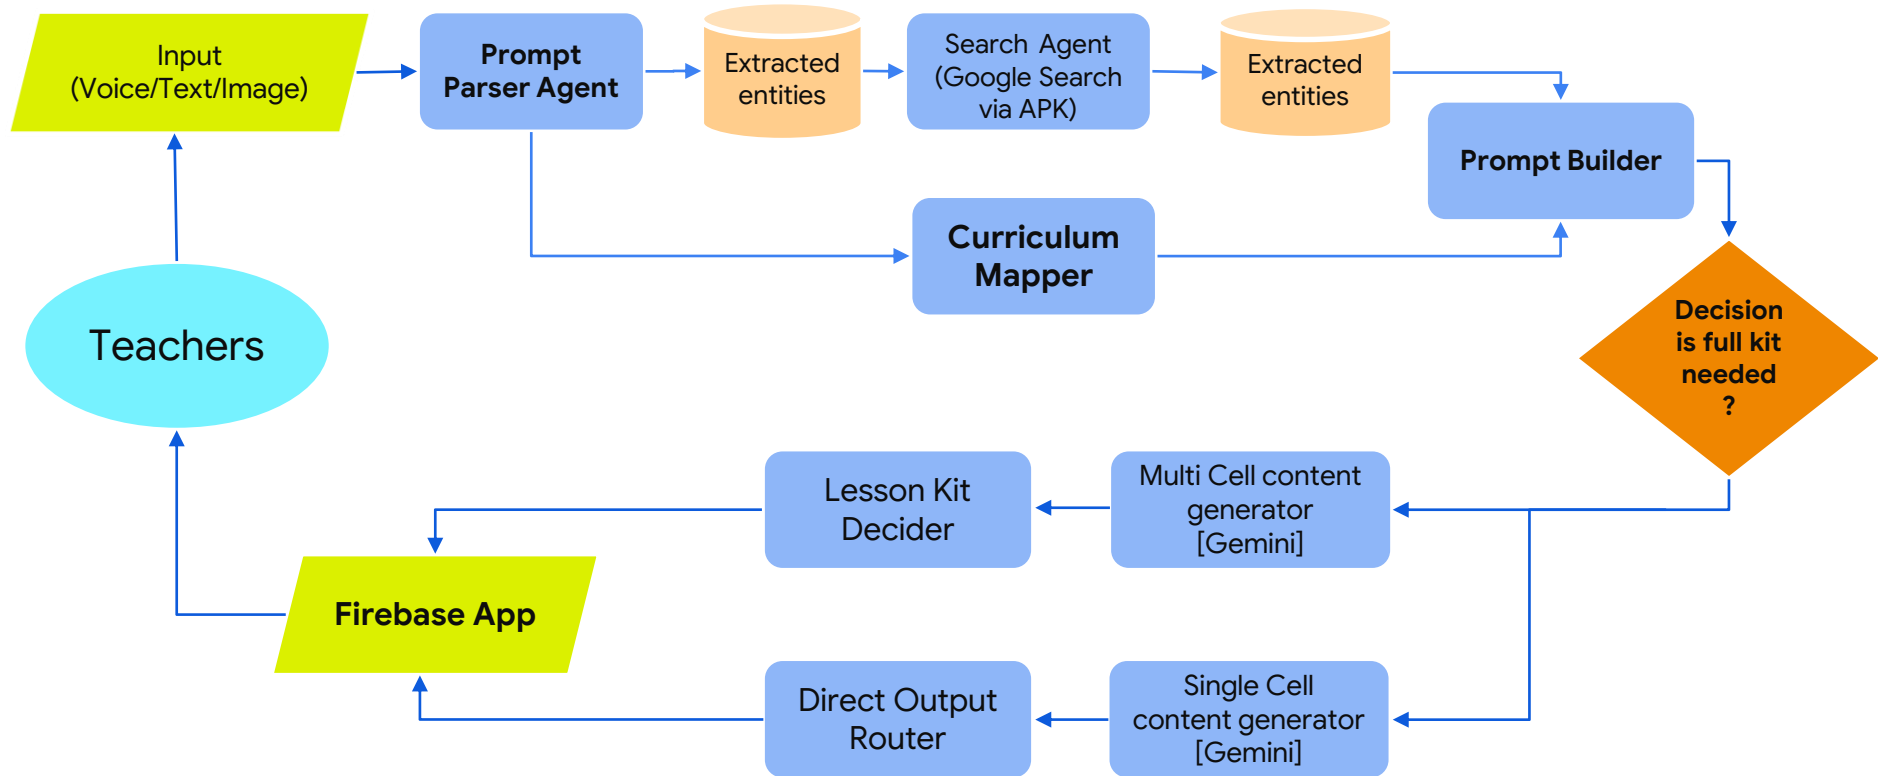 Input
(Voice/Text/Image)
Prompt
Parser Agent
Extracted
entities
Search Agent
(Google Search
via APK)
Extracted
entities
Prompt Builder
Curriculum
Mapper
Teachers
Decision
is full kit
needed
?
Lesson Kit
Decider
Multi Cell content
generator
[Gemini]
Firebase App
Direct Output
Router
Single Cell
content generator
[Gemini]